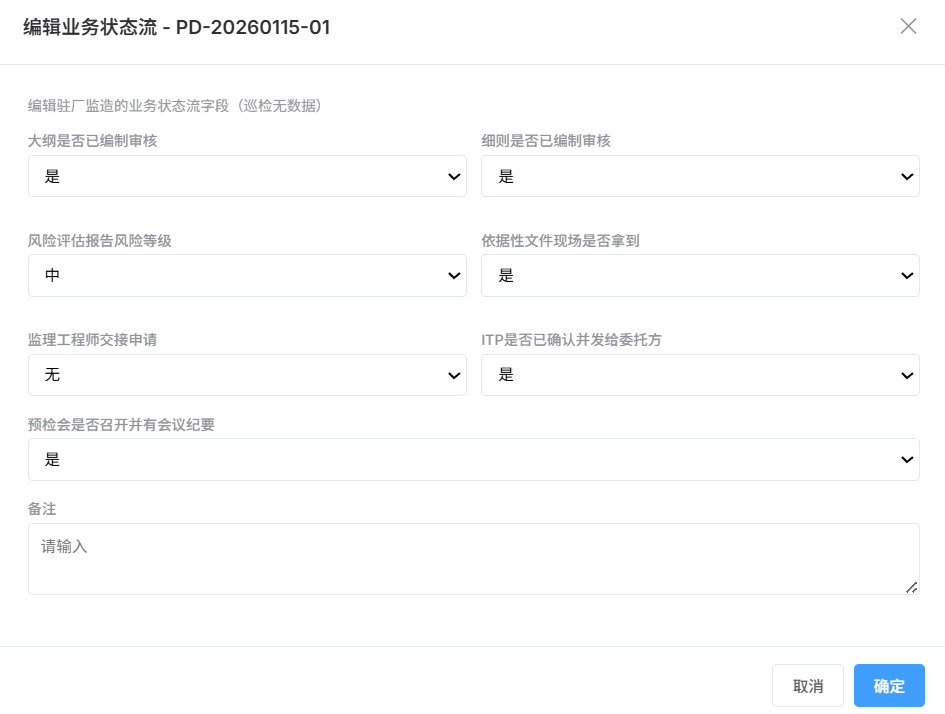 编辑业务状态流 - PD-20260115-01
编辑驻厂监造的业务状态流字段（巡检无数据）
大纲是否已编制审核 细则是否已编制审核
是 是
风险评估报告风险等级 依据性文件现场是否拿到
中 是
监理工程师交接申请 ITP是否已确认并发给委托方
无 是
预检会是否召开并有会议纪要
是
备注
请输入
取消 确定